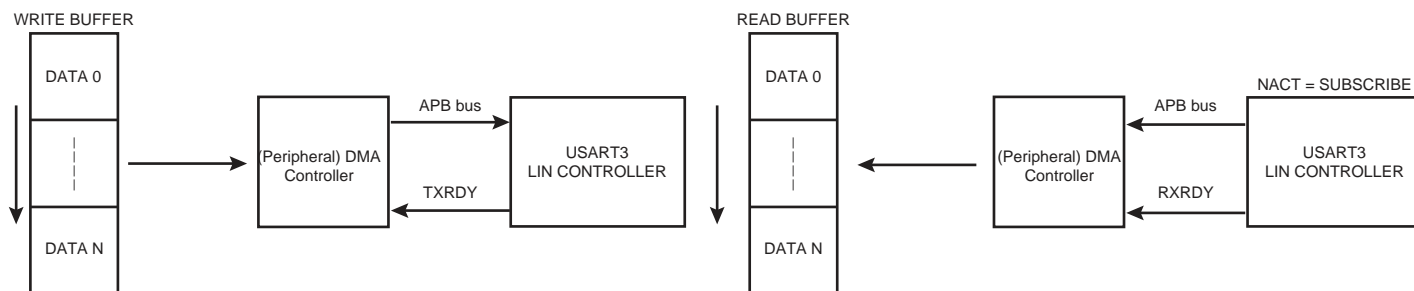 WRITE BUFFER
DATA 0
DATA N
(Peripheral) DMA
Controller
APB bus
TXRDY
USART3
LIN CONTROLLER
READ BUFFER
DATA 0
DATA N
(Peripheral) DMA
Controller
APB bus
RXRDY
NACT = SUBSCRIBE
USART3
LIN CONTROLLER